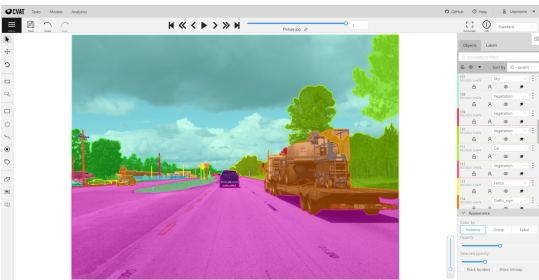 CVAT Tasks Models Analytics
GitHub Help Username
Menu Save Undo Redo
Picture.jpg
1
Fullscreen Info Standard
Objects Labels
Sort by ID - ascent
Sky
Vegetation
Vegetation
Vegetation
Car
Vegetation
Fence
Traffic_sign
Appearance
Color by
Instance Group Label
Opacity
Selected opacity
Black borders Show bitmap